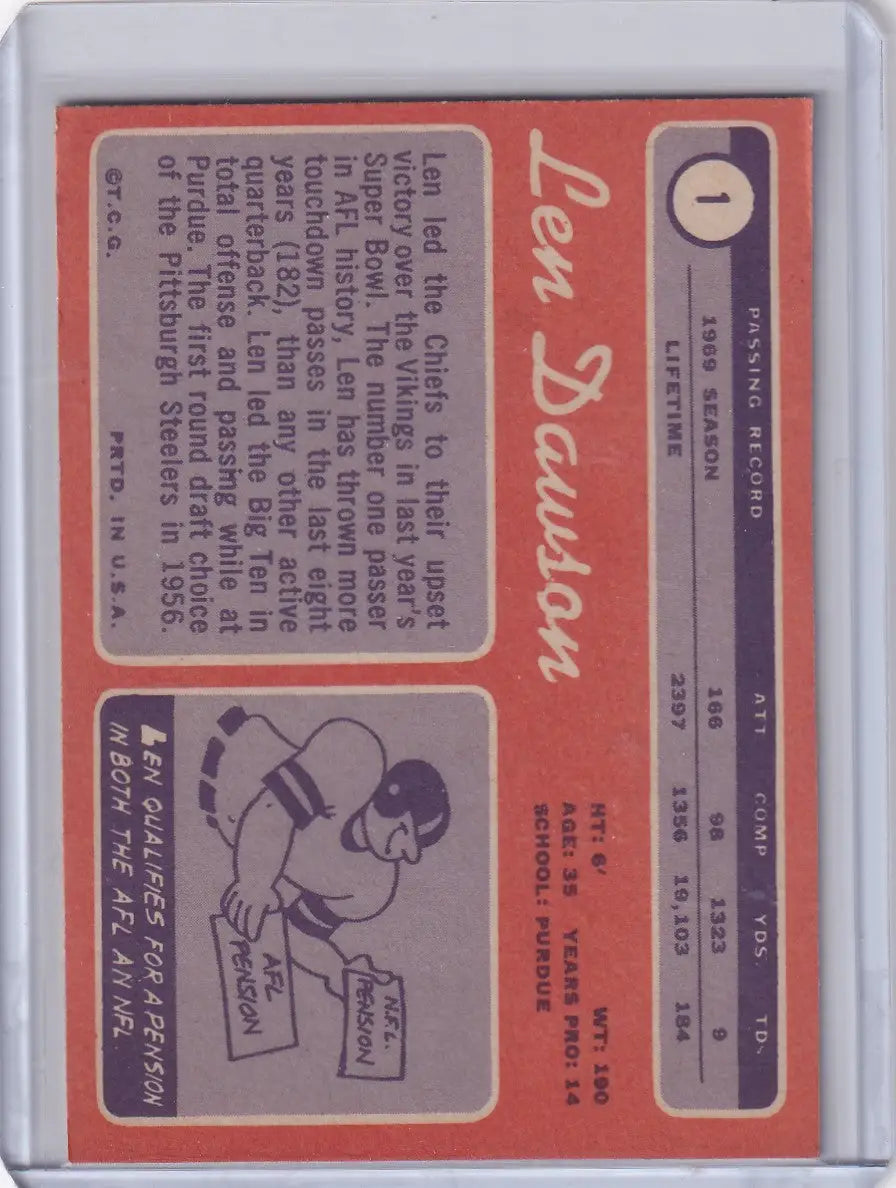 1
PASSING RECORD ATT COMP YDS. TDs
1969 SEASON 166 98 1323 9
LIFETIME 2397 1356 19,103 184
Len Dawson
HT: 6' WT: 190
AGE: 35 YEARS PRO: 14
SCHOOL: PURDUE
Len led the Chiefs to their upset
victory over the Vikings in last year's
Super Bowl. The number one passer
in AFL history, Len has thrown more
touchdown passes in the last eight
years (182), than any other active
quarterback. Len led the Big Ten in
total offense and passing while at
Purdue. The first round draft choice
of the Pittsburgh Steelers in 1956.
©T.C.G. PRTD. IN U.S.A.
N.F.L.
PENSION
AFL
PENSION
LEN QUALIFIES FOR A PENSION
IN BOTH THE AFL AN NFL.